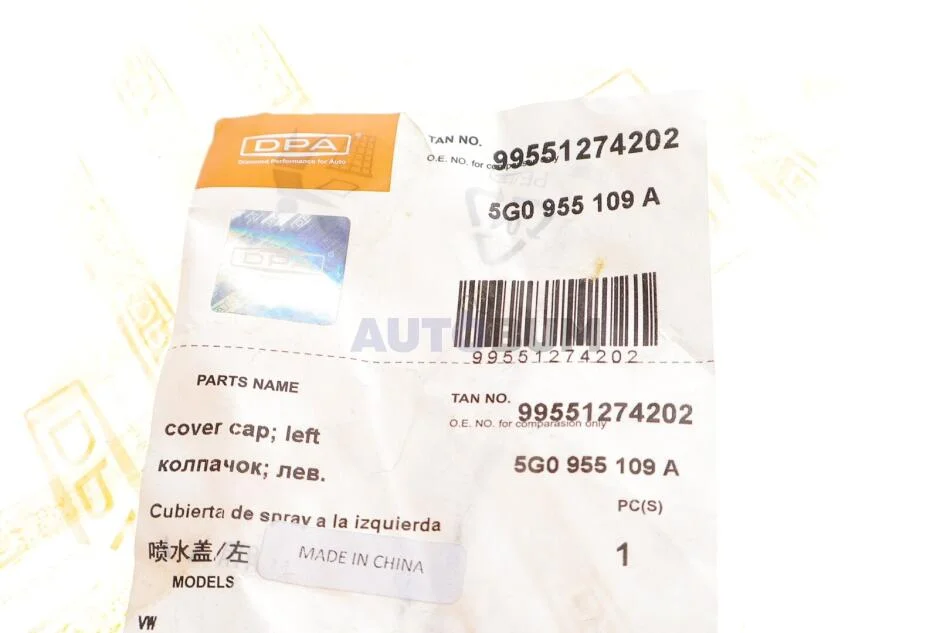 DPA
Diamond Performance for Auto
TAN NO. 99551274202
O.E. NO. for comparasion only
5G0 955 109 A
DPA
AUTOBUM
99551274202
PARTS NAME
cover cap; left
колпачок; лев.
Cubierta de spray a la izquierda
喷水盖/左
MADE IN CHINA
MODELS
VW
TAN NO. 99551274202
O.E. NO. for comparasion only
5G0 955 109 A
PC(S)
1